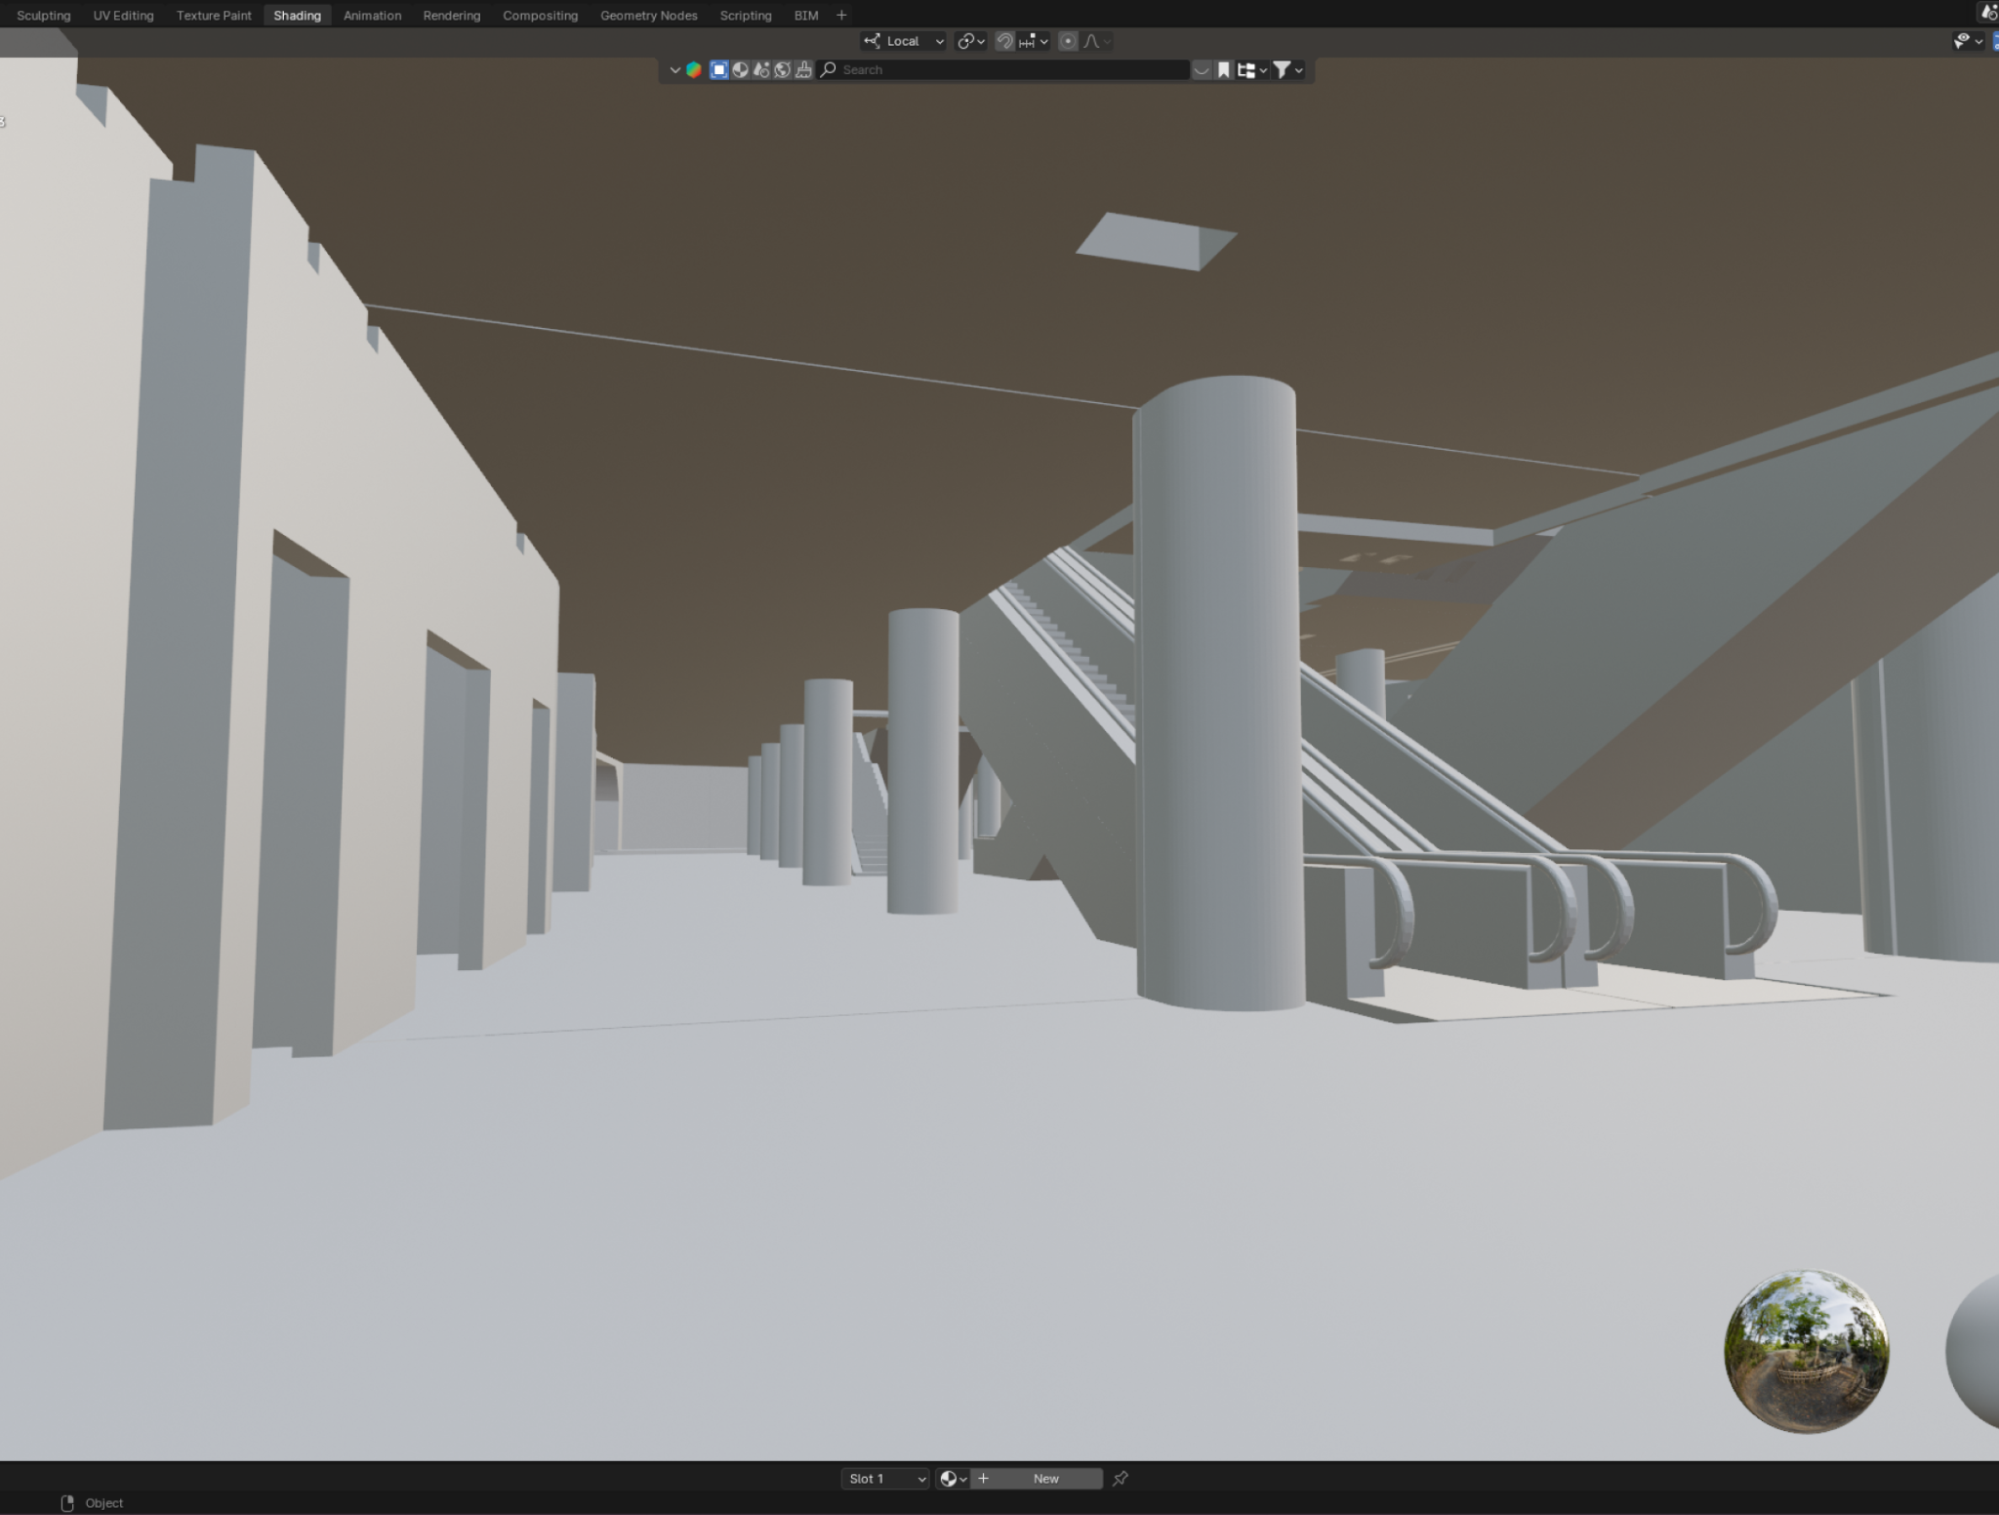 Sculpting UV Editing Texture Paint Shading Animation Rendering Compositing Geometry Nodes Scripting BIM +
Local
Search
Slot 1 + New
Object